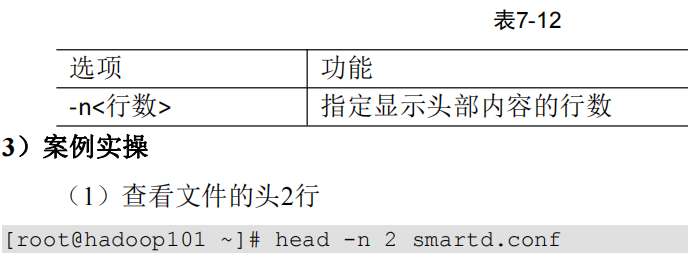 表7-12
选项 功能
-n<行数> 指定显示头部内容的行数
3）案例实操
（1）查看文件的头2行
[root@hadoop101 ~]# head -n 2 smartd.conf